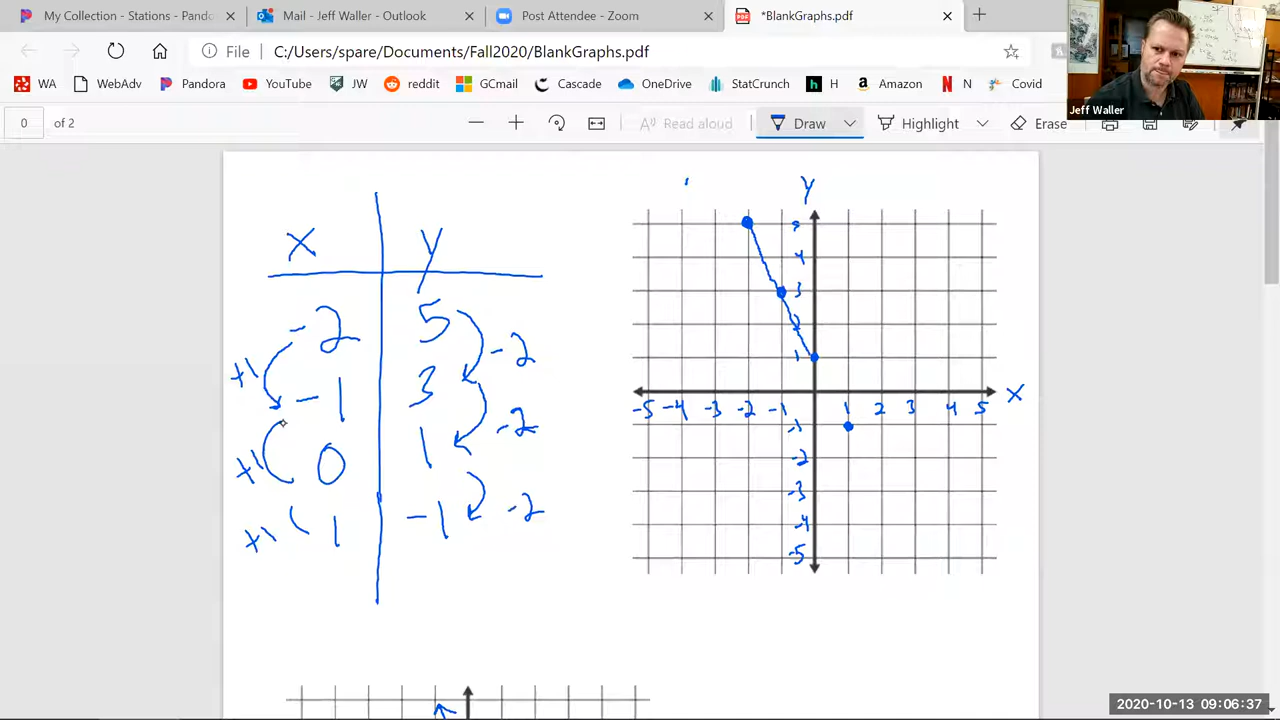 My Collection - Stations - Pando
Mail - Jeff Waller - Outlook
Post Attendee - Zoom
*BlankGraphs.pdf
File
C:/Users/spare/Documents/Fall2020/BlankGraphs.pdf
WA
WebAdv
Pandora
YouTube
JW
reddit
GCmail
Cascade
OneDrive
StatCrunch
H
Amazon
N
Covid
Jeff Waller
0 of 2
Read aloud
Draw
Highlight
Erase
x y
-2 5
+1 -2
-1 3
+1 -2
0 1
+1 -2
1 -1
y
4
3
2
1
-5 -4 -3 -2 -1 1 2 3 4 5 x
-1
-2
-3
-4
-5
2020-10-13 09:06:37